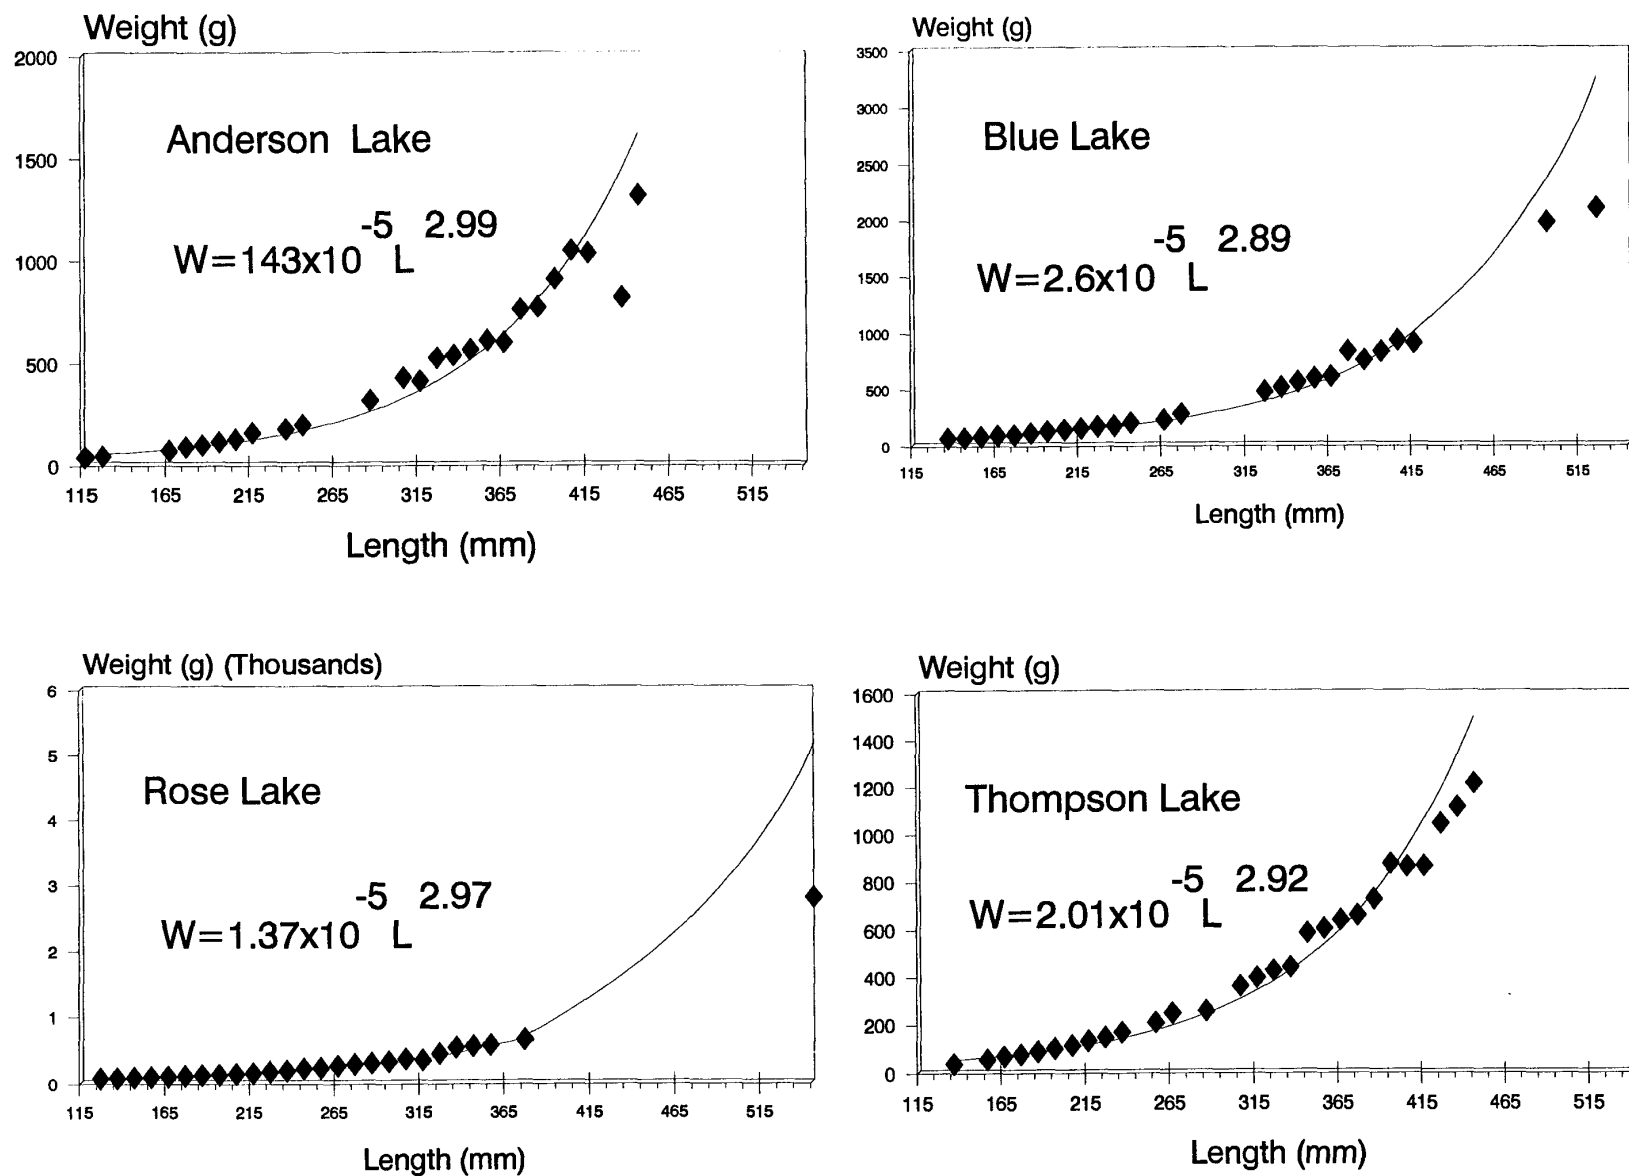 Weight (g)
2000
1500
1000
500
0
Anderson Lake
-5 2.99
W=143x10 L
115 165 215 265 315 365 415 465 515
Length (mm)
Weight (g)
3500
3000
2500
2000
1500
1000
500
0
Blue Lake
-5 2.89
W=2.6x10 L
115 165 215 265 315 365 415 465 515
Length (mm)
Weight (g) (Thousands)
6
5
4
3
2
1
0
Rose Lake
-5 2.97
W=1.37x10 L
115 165 215 265 315 365 415 465 515
Length (mm)
Weight (g)
1600
1400
1200
1000
800
600
400
200
0
Thompson Lake
-5 2.92
W=2.01x10 L
115 165 215 265 315 365 415 465 515
Length (mm)